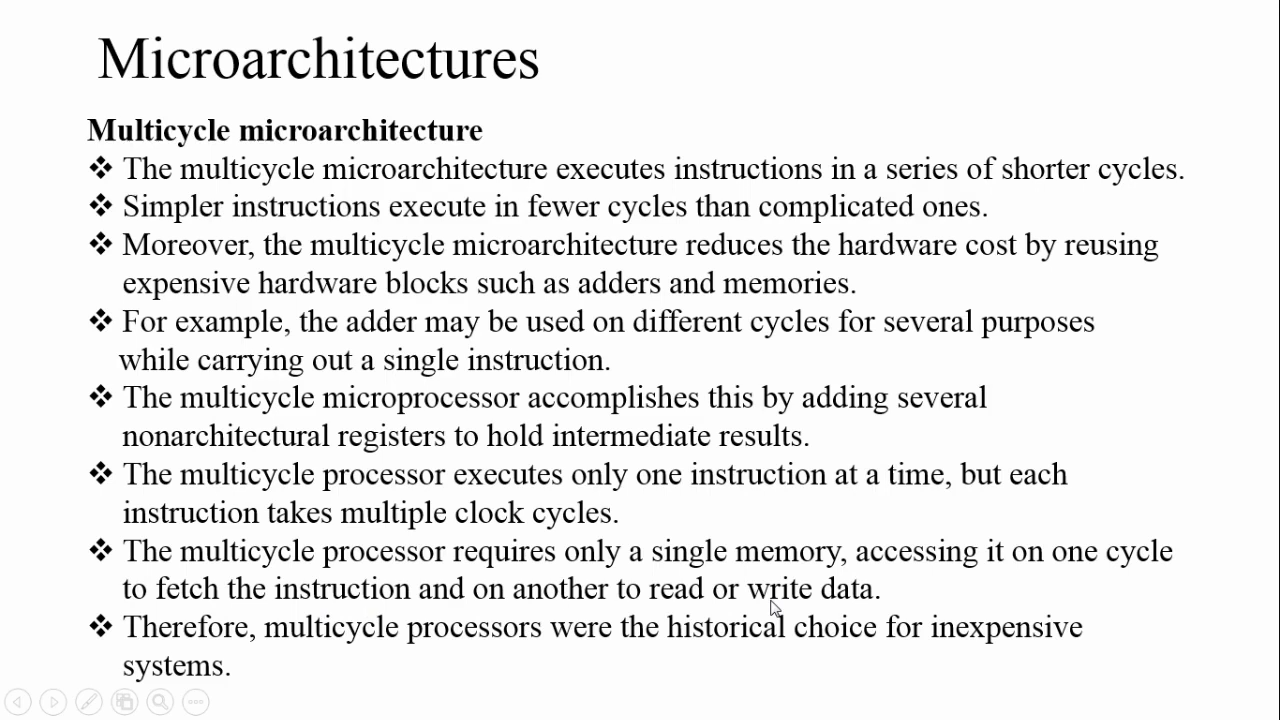 Microarchitectures
Multicycle microarchitecture
❖ The multicycle microarchitecture executes instructions in a series of shorter cycles.
❖ Simpler instructions execute in fewer cycles than complicated ones.
❖ Moreover, the multicycle microarchitecture reduces the hardware cost by reusing
expensive hardware blocks such as adders and memories.
❖ For example, the adder may be used on different cycles for several purposes
while carrying out a single instruction.
❖ The multicycle microprocessor accomplishes this by adding several
nonarchitectural registers to hold intermediate results.
❖ The multicycle processor executes only one instruction at a time, but each
instruction takes multiple clock cycles.
❖ The multicycle processor requires only a single memory, accessing it on one cycle
to fetch the instruction and on another to read or write data.
❖ Therefore, multicycle processors were the historical choice for inexpensive
systems.